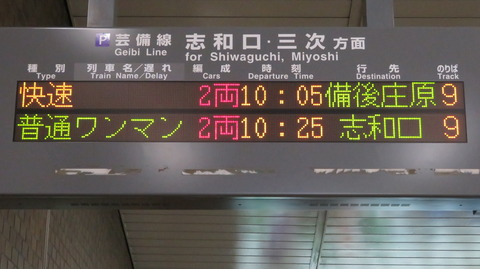 P 芸備線 志和口・三次 方面
Geibi Line for Shiwaguchi, Miyoshi
種別 列車名/遅れ 編成 時刻 行先 のりば
Type Train Name/Delay Cars Departure Time Destination Track
快速 2両 10:05 備後庄原 9
普通ワンマン 2両 10:25 志和口 9